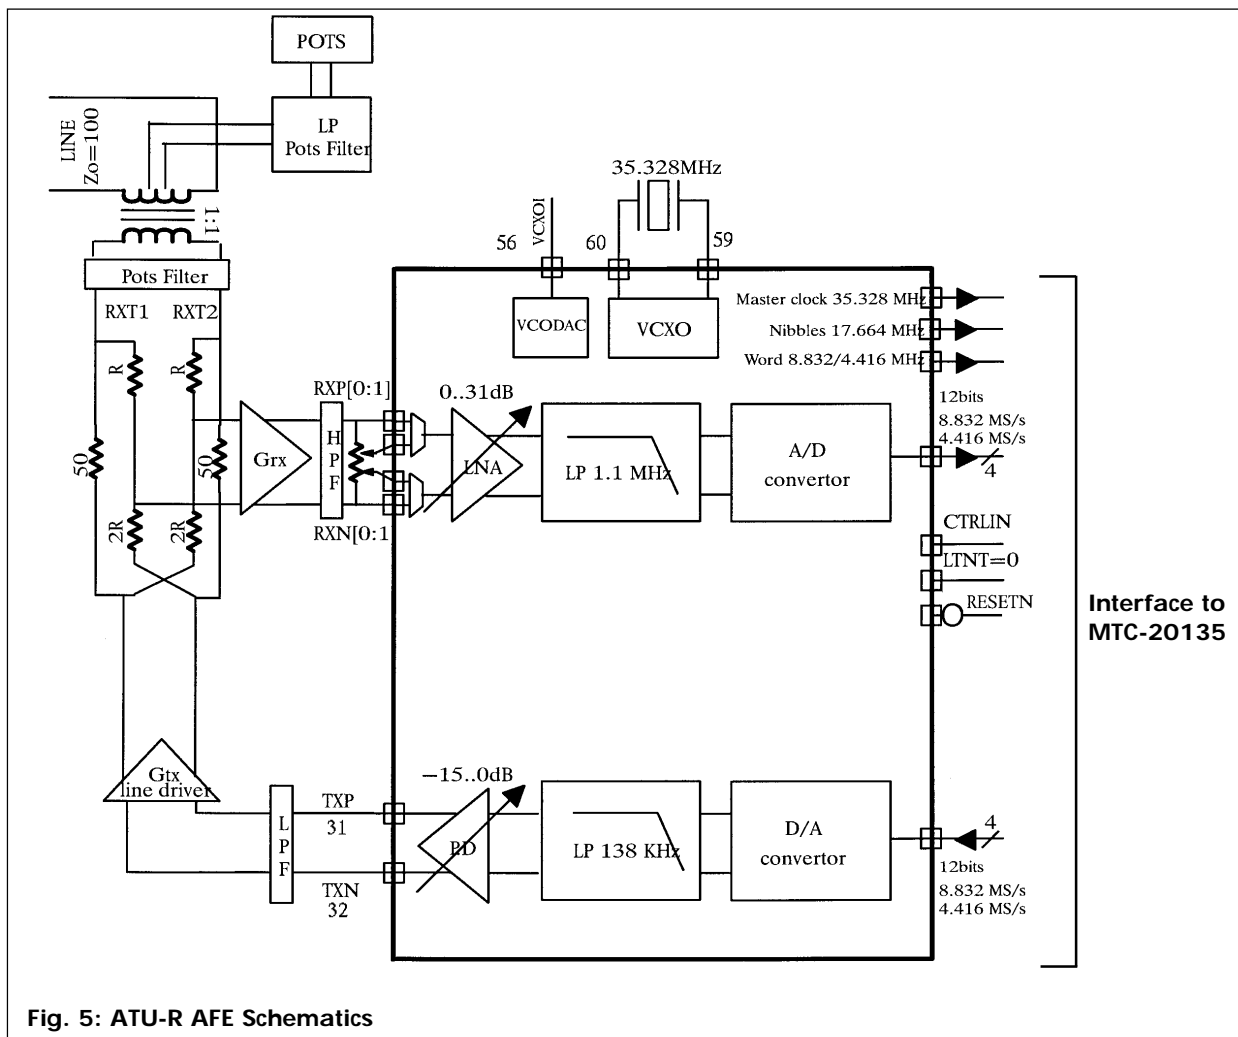 POTS
LP
Pots Filter
LINE
Zo=100
1:1
Pots Filter
RXT1
RXT2
R
R
50
50
2R
2R
Grx
H
P
F
RXP[0:1]
RXN[0:1]
35.328MHz
56
VCXOI
60
59
VCODAC
VCXO
Master clock 35.328 MHz
Nibbles 17.664 MHz
Word 8.832/4.416 MHz
0..31dB
LNA
LP 1.1 MHz
A/D
convertor
12bits
8.832 MS/s
4.416 MS/s
4
CTRLIN
LTNT=0
RESETN
Interface to
MTC-20135
Gtx
line driver
L
P
F
TXP
31
TXN
32
−15..0dB
PD
LP 138 KHz
D/A
convertor
4
12bits
8.832 MS/s
4.416 MS/s
Fig. 5: ATU-R AFE Schematics